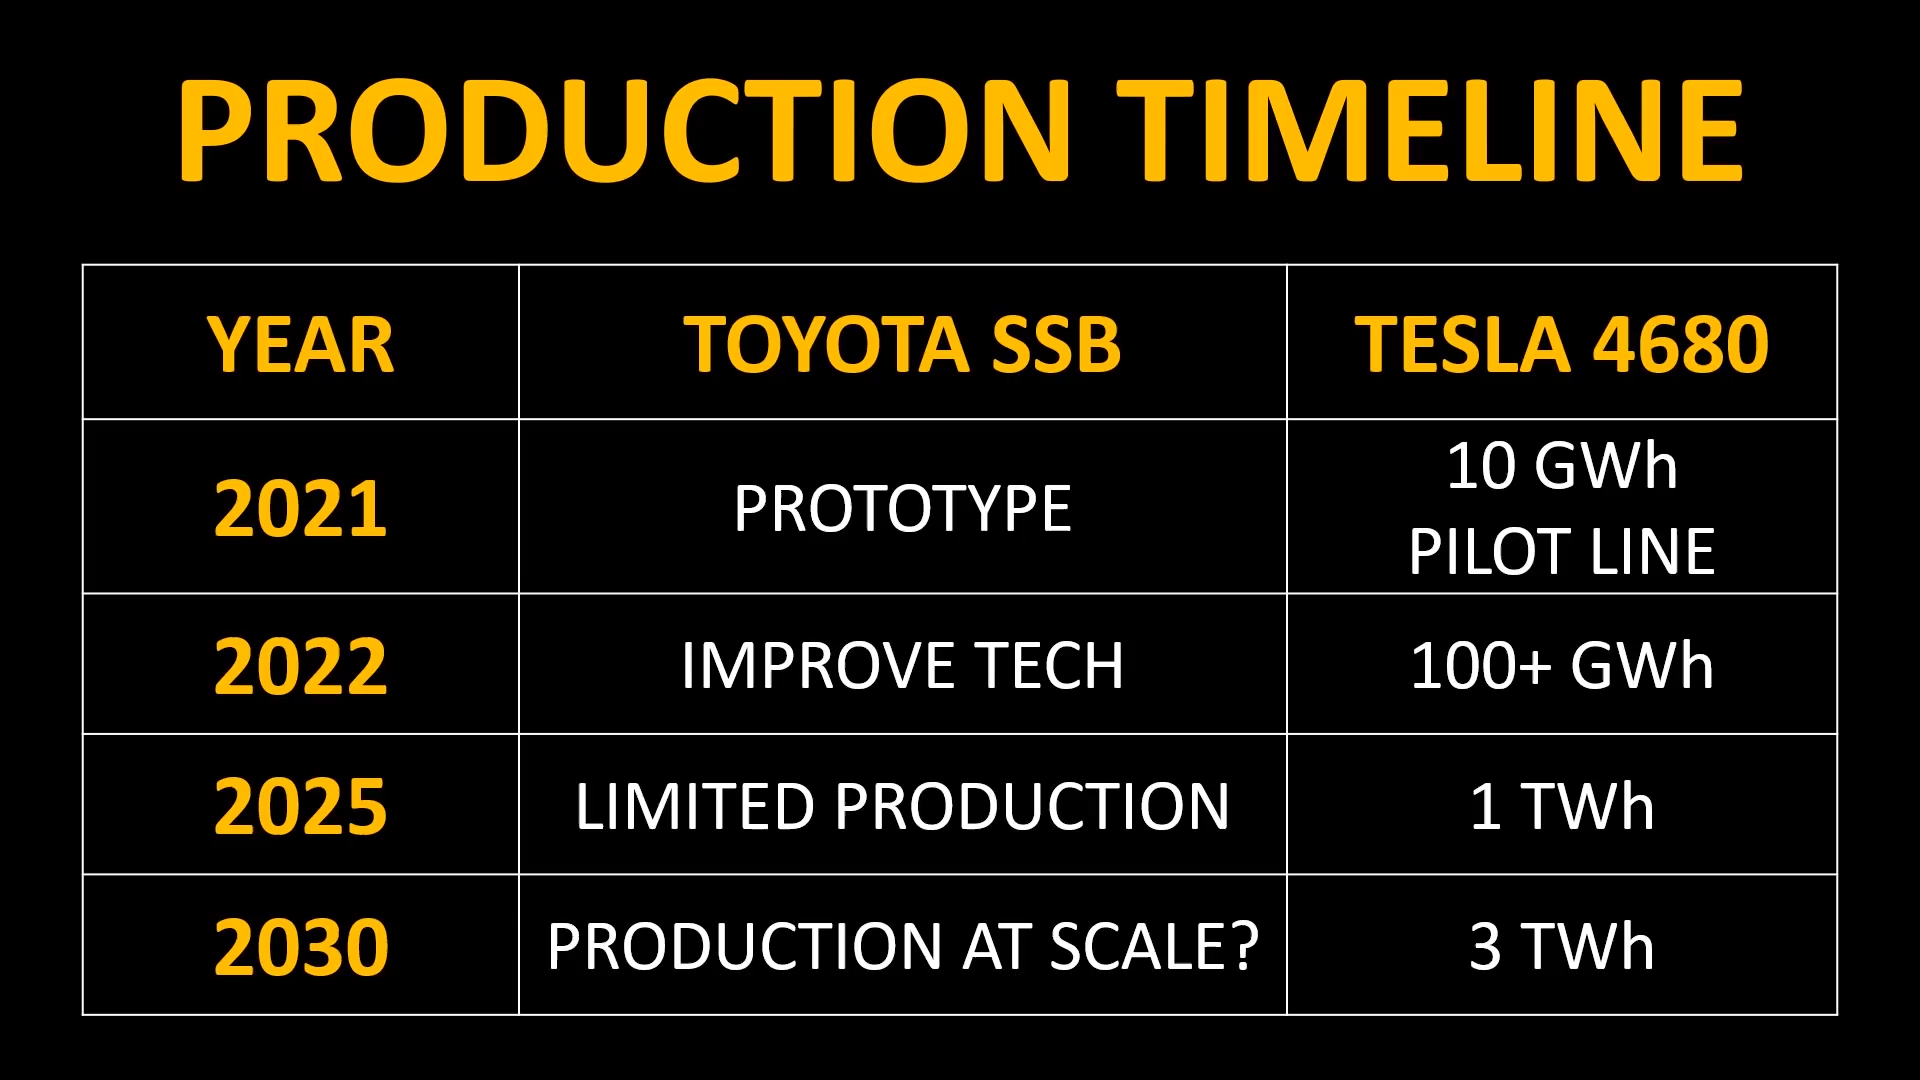 PRODUCTION TIMELINE
YEAR TOYOTA SSB TESLA 4680
2021 PROTOTYPE 10 GWh
PILOT LINE
2022 IMPROVE TECH 100+ GWh
2025 LIMITED PRODUCTION 1 TWh
2030 PRODUCTION AT SCALE? 3 TWh